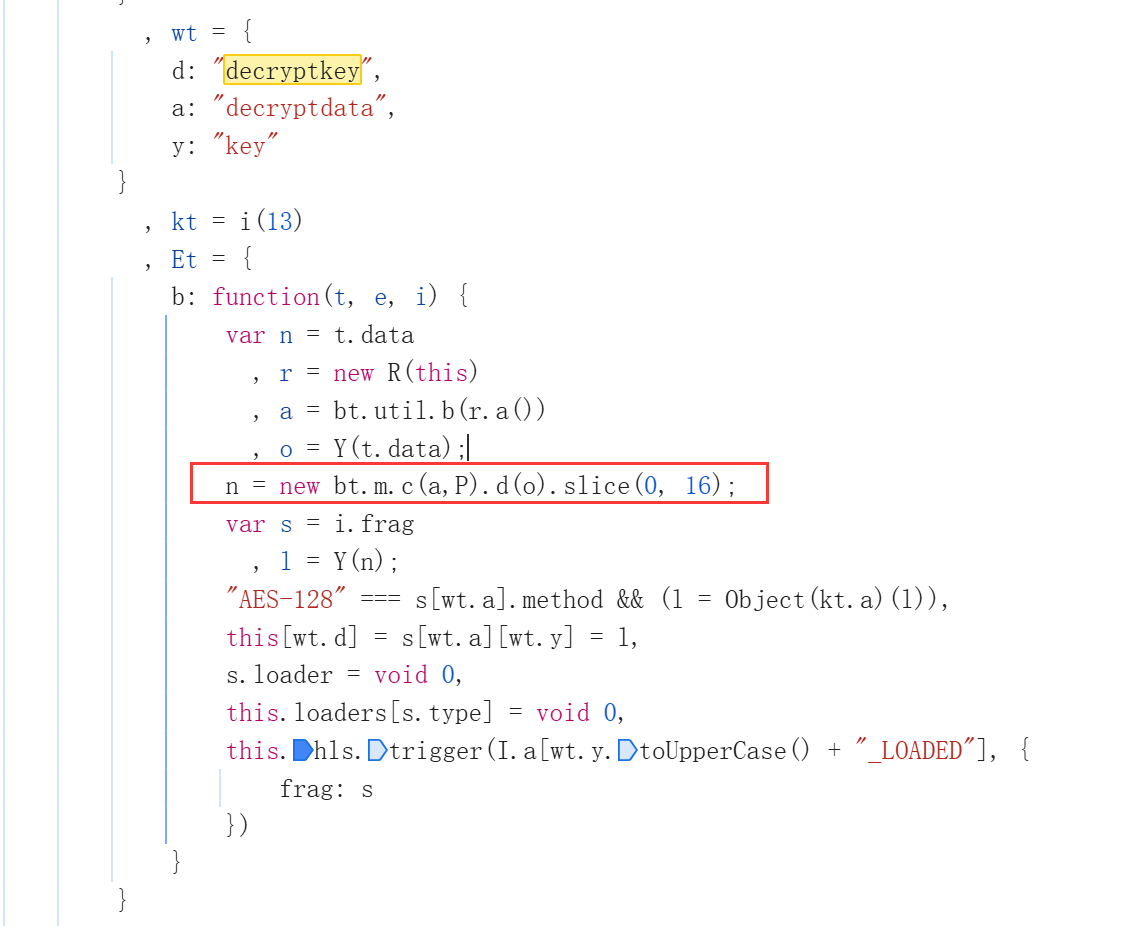 , wt = {
d: "decryptkey",
a: "decryptdata",
y: "key"
}
, kt = i(13)
, Et = {
b: function(t, e, i) {
var n = t.data
, r = new R(this)
, a = bt.util.b(r.a())
, o = Y(t.data);
n = new bt.m.c(a,P).d(o).slice(0, 16);
var s = i.frag
, l = Y(n);
"AES-128" === s[wt.a].method && (l = Object(kt.a)(l)),
this[wt.d] = s[wt.a][wt.y] = l,
s.loader = void 0,
this.loaders[s.type] = void 0,
this.hls.trigger(I.a[wt.y.toUpperCase() + "_LOADED"], {
frag: s
})
}
}